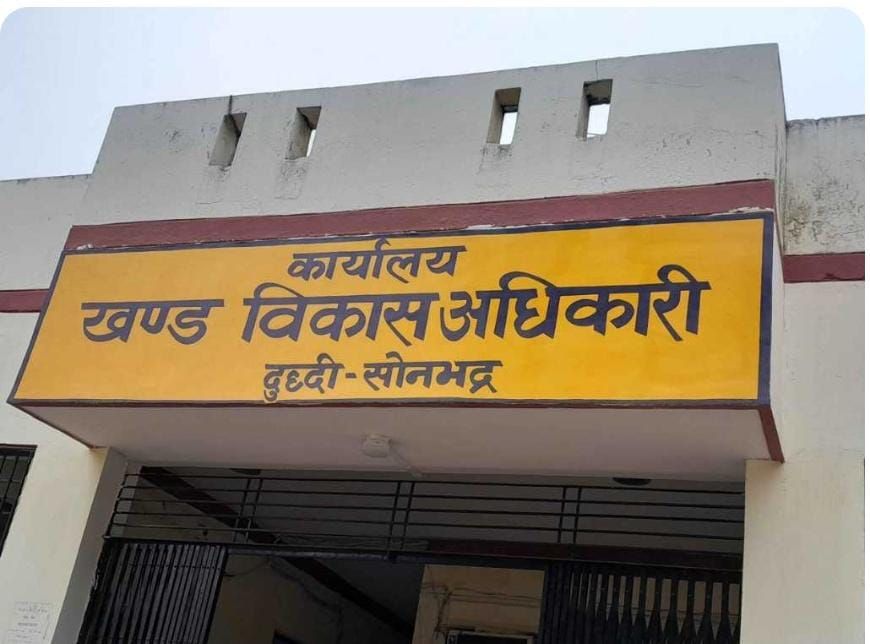 कार्यालय
खण्ड विकास अधिकारी
दुद्दी - सोनभद्र